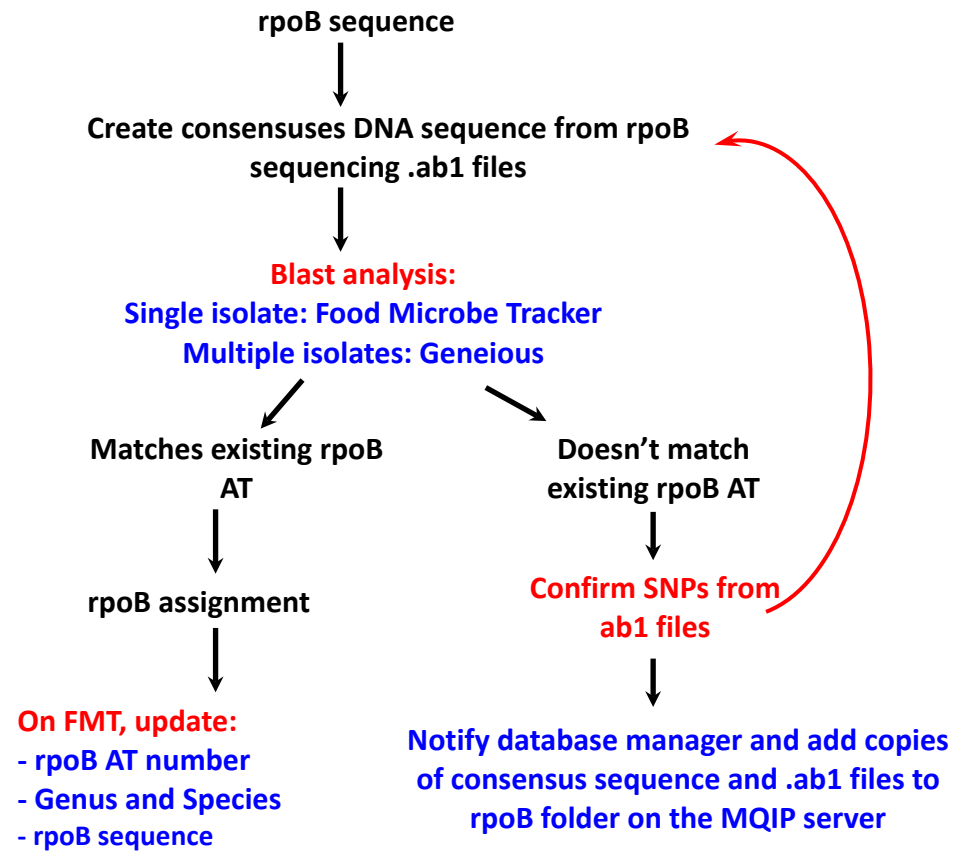 rpoB sequence
Create consensuses DNA sequence from rpoB
sequencing .ab1 files
Blast analysis:
Single isolate: Food Microbe Tracker
Multiple isolates: Geneious
Matches existing rpoB
AT
rpoB assignment
On FMT, update:
- rpoB AT number
- Genus and Species
- rpoB sequence
Doesn’t match
existing rpoB AT
Confirm SNPs from
ab1 files
Notify database manager and add copies
of consensus sequence and .ab1 files to
rpoB folder on the MQIP server